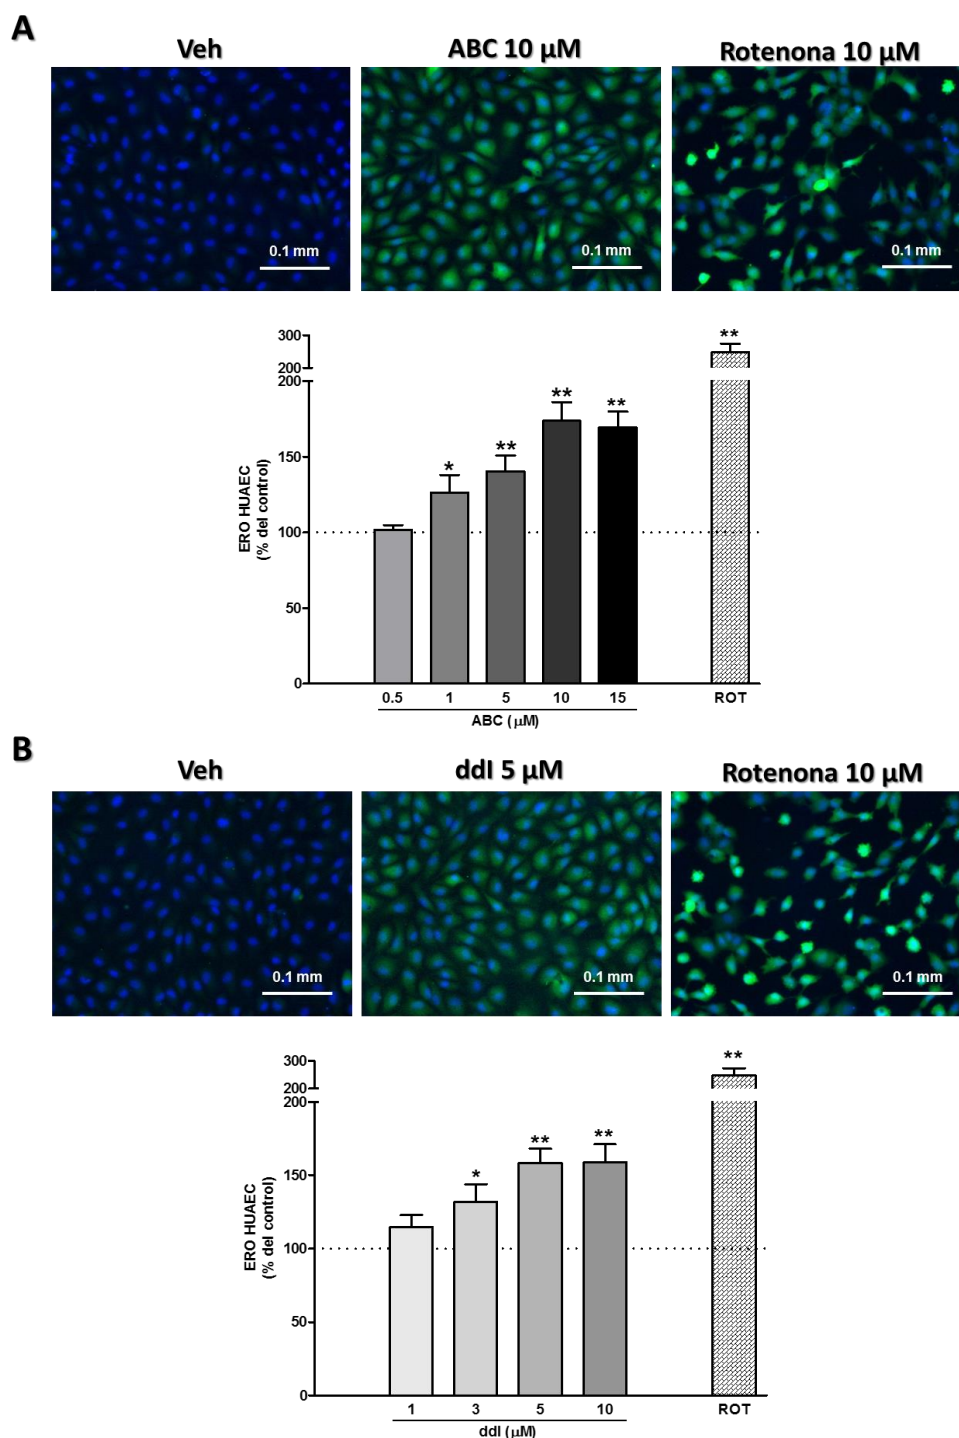 A
Veh
ABC 10 µM
Rotenona 10 µM
0.1 mm
0.1 mm
0.1 mm
300
200
200
150
100
50
0
ERO HUAEC
(% del control)
*
**
**
**
**
0.5
1
5
10
15
ROT
ABC (µM)
B
Veh
ddI 5 µM
Rotenona 10 µM
0.1 mm
0.1 mm
0.1 mm
300
200
200
150
100
50
0
ERO HUAEC
(% del control)
*
**
**
**
1
3
5
10
ROT
ddI (µM)